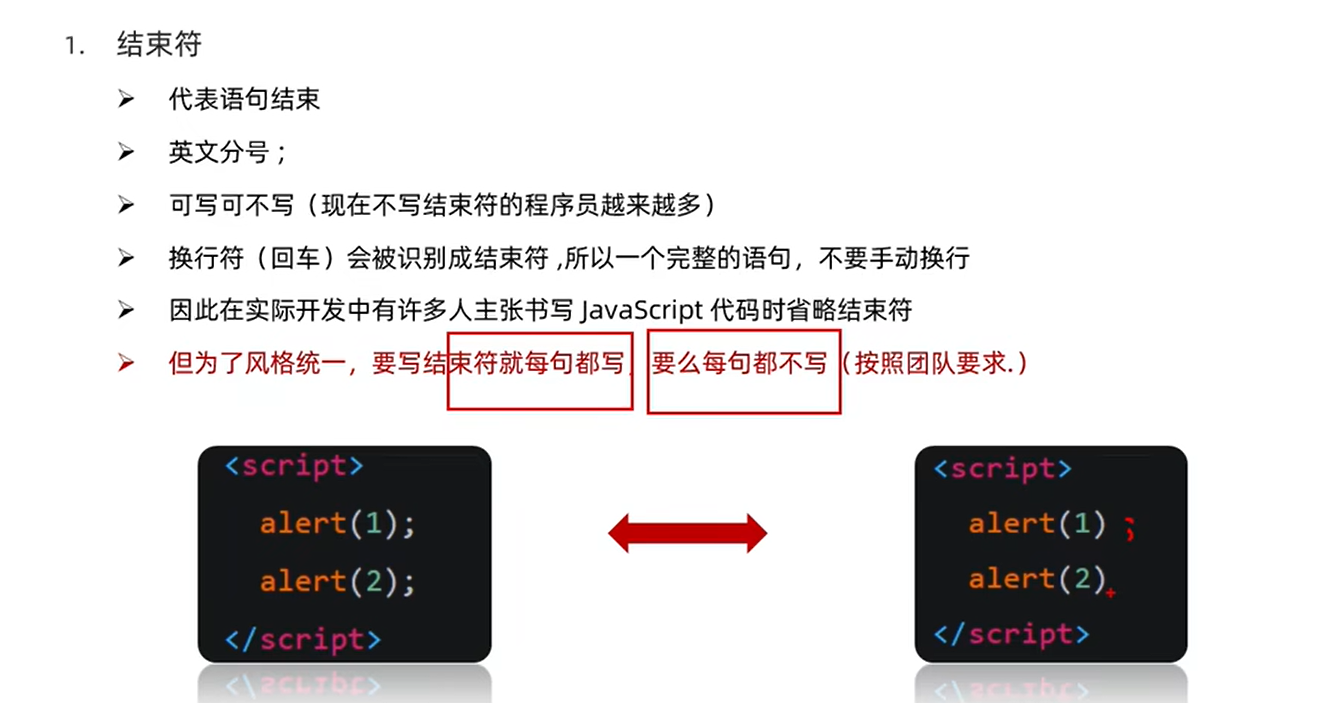 1. 结束符
➢ 代表语句结束
➢ 英文分号 ;
➢ 可写可不写（现在不写结束符的程序员越来越多）
➢ 换行符（回车）会被识别成结束符 ,所以一个完整的语句，不要手动换行
➢ 因此在实际开发中有许多人主张书写 JavaScript 代码时省略结束符
➢ 但为了风格统一，要写结束符就每句都写，要么每句都不写（按照团队要求.）
<script>
alert(1);
alert(2);
</script>
<script>
alert(1) ;
alert(2)
</script>